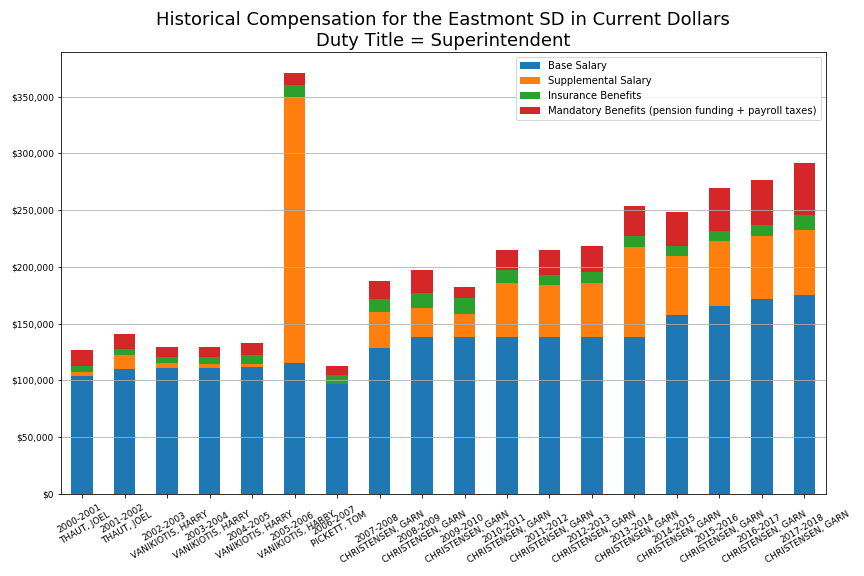 Historical Compensation for the Eastmont SD in Current Dollars
Duty Title = Superintendent
Base Salary
Supplemental Salary
Insurance Benefits
Mandatory Benefits (pension funding + payroll taxes)
$350,000
$300,000
$250,000
$200,000
$150,000
$100,000
$50,000
$0
2000-2001
THAUT, JOEL
2001-2002
THAUT, JOEL
2002-2003
VANIKIOTIS, HARRY
2003-2004
VANIKIOTIS, HARRY
2004-2005
VANIKIOTIS, HARRY
2005-2006
VANIKIOTIS, HARRY
2006-2007
PICKETT, TOM
2007-2008
CHRISTENSEN, GARN
2008-2009
CHRISTENSEN, GARN
2009-2010
CHRISTENSEN, GARN
2010-2011
CHRISTENSEN, GARN
2011-2012
CHRISTENSEN, GARN
2012-2013
CHRISTENSEN, GARN
2013-2014
CHRISTENSEN, GARN
2014-2015
CHRISTENSEN, GARN
2015-2016
CHRISTENSEN, GARN
2016-2017
CHRISTENSEN, GARN
2017-2018
CHRISTENSEN, GARN